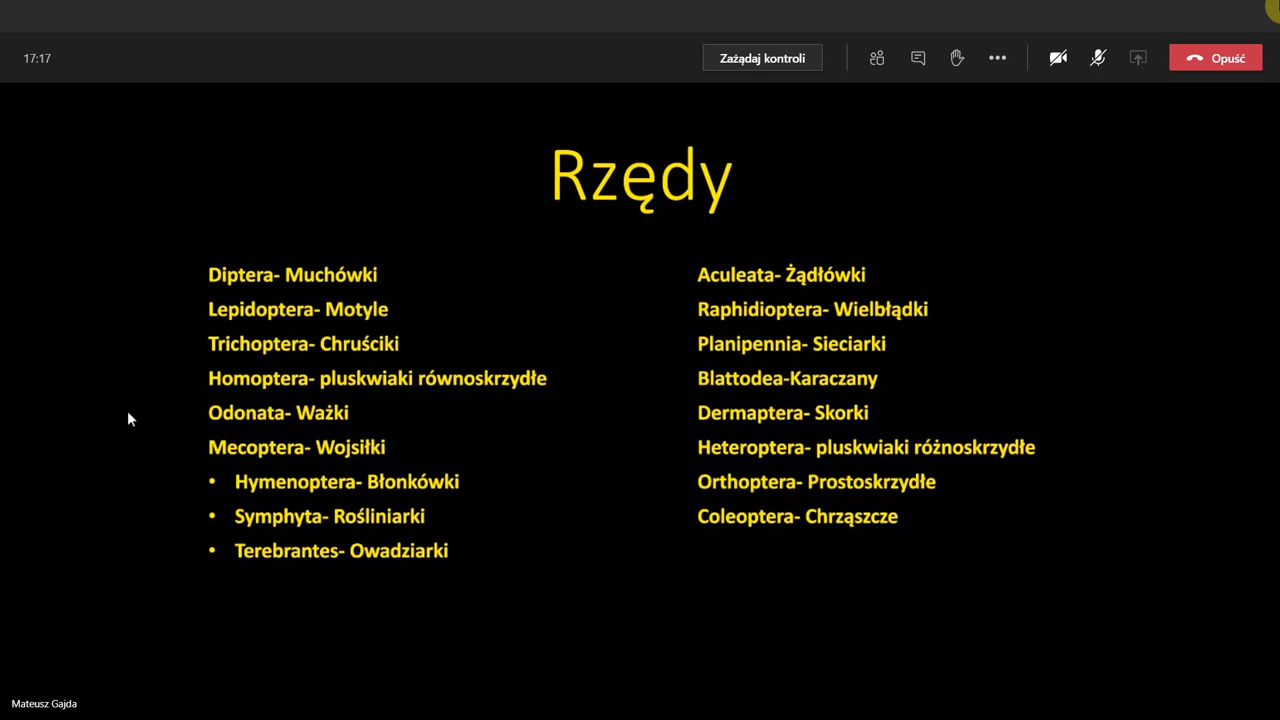 17:17
Zażądaj kontroli
Opuść
Rzędy
Diptera- Muchówki
Lepidoptera- Motyle
Trichoptera- Chruściki
Homoptera- pluskwiaki równoskrzydłe
Odonata- Ważki
Mecoptera- Wojsiłki
• Hymenoptera- Błonkówki
• Symphyta- Rośliniarki
• Terebrantes- Owadziarki
Aculeata- Żądłówki
Raphidioptera- Wielbłądki
Planipennia- Sieciarki
Blattodea-Karaczany
Dermaptera- Skorki
Heteroptera- pluskwiaki różnoskrzydłe
Orthoptera- Prostoskrzydłe
Coleoptera- Chrząszcze
Mateusz Gajda